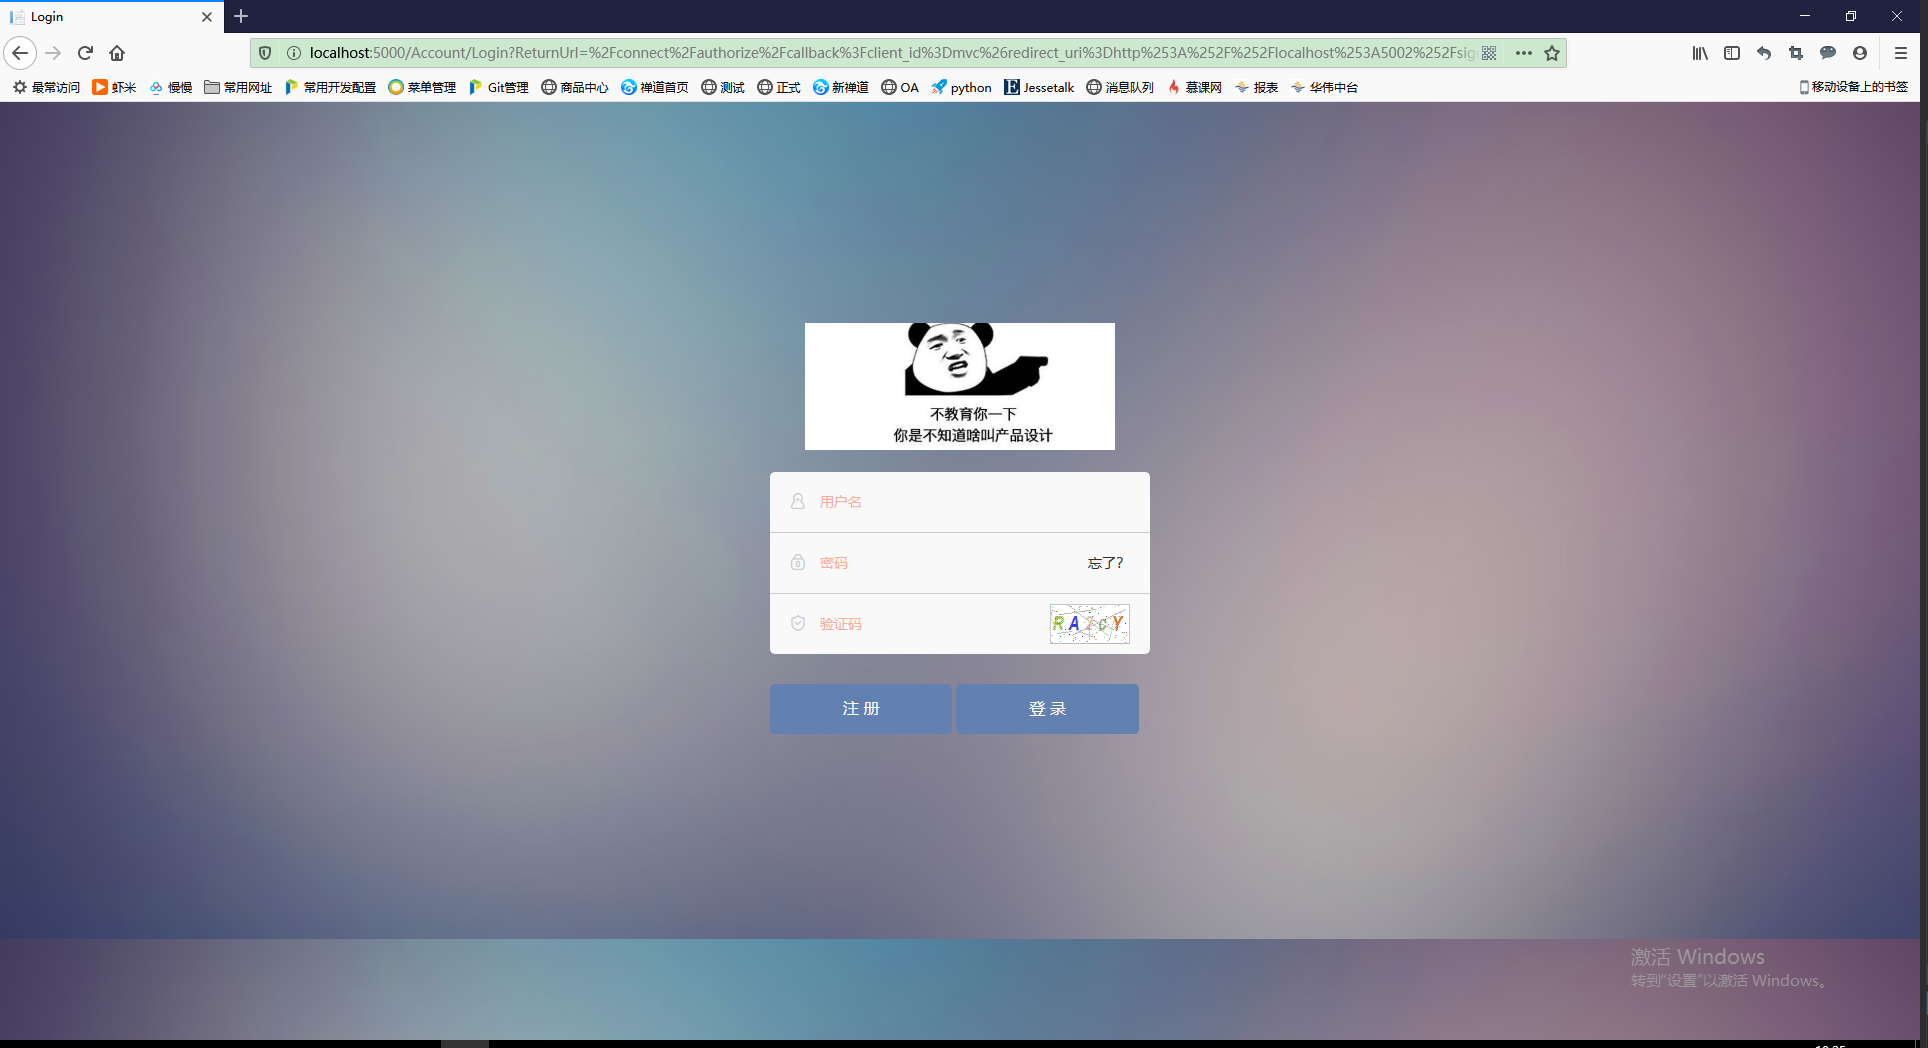 Login
localhost:5000/Account/Login?ReturnUrl=%2Fconnect%2Fauthorize%2Fcallback%3Fclient_id%3Dmvc%26redirect_uri%3Dhttp%253A%252F%252Flocalhost%253A5002%252Fsig
最常访问 虾米 慢慢 常用网址 常用开发配置 菜单管理 Git管理 商品中心 禅道首页 测试 正式 新禅道 OA python Jessetalk 消息队列 慕课网 报表 华伟中台 移动设备上的书签
不教育你一下
你是不知道啥叫产品设计
用户名
密码 忘了?
验证码 RAZcY
注 册 登 录
激活 Windows
转到"设置"以激活 Windows。